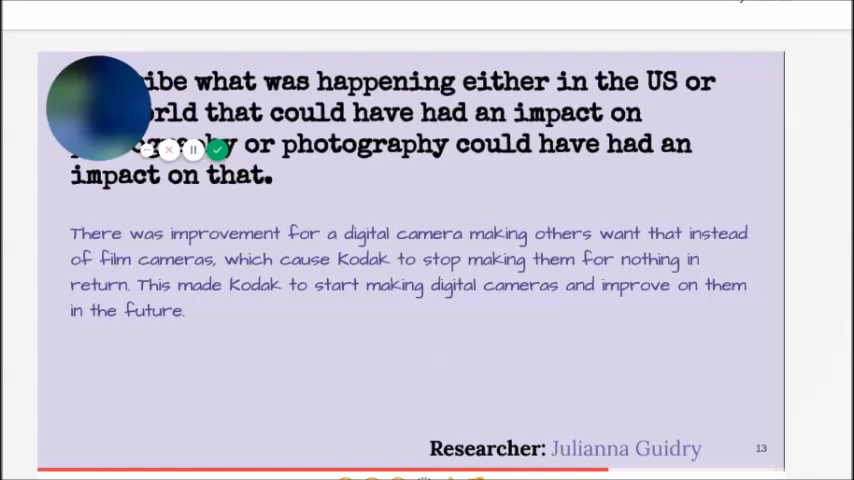 ibe what was happening either in the US or
rld that could have had an impact on
or photography could have had an
impact on that.
There was improvement for a digital camera making others want that instead
of film cameras, which cause Kodak to stop making them for nothing in
return. This made Kodak to start making digital cameras and improve on them
in the future.
Researcher: Julianna Guidry
13